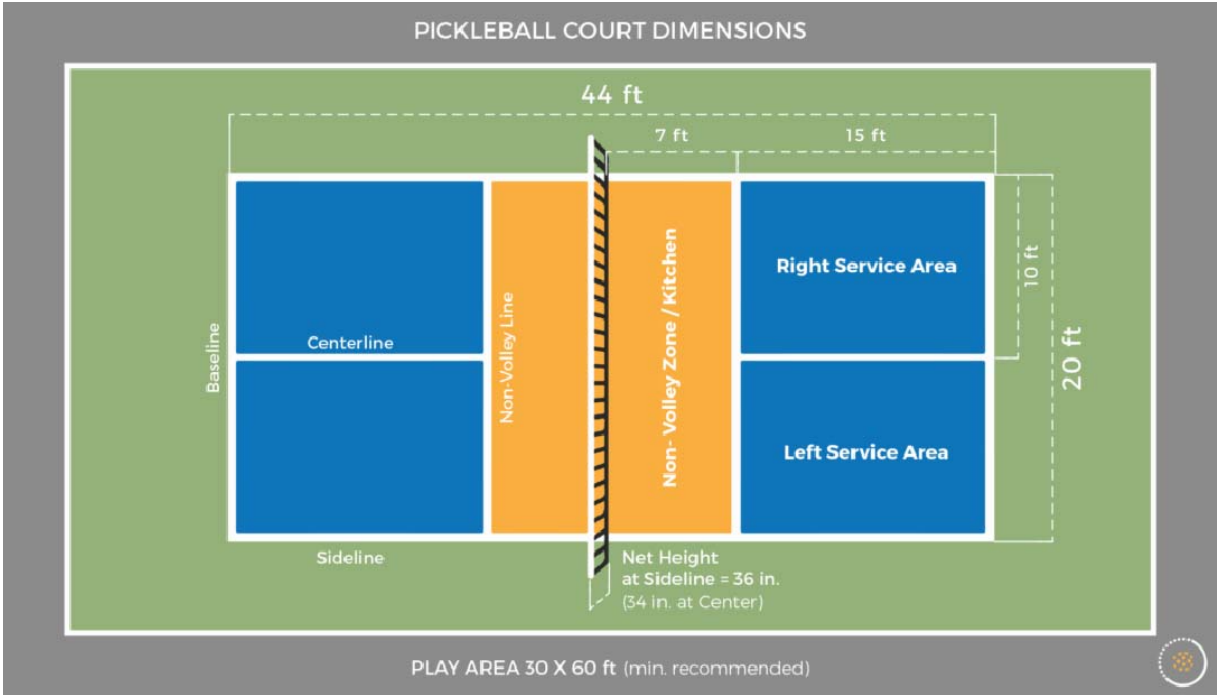 PICKLEBALL COURT DIMENSIONS
44 ft
7 ft
15 ft
Baseline
Centerline
Non-Volley Line
Non- Volley Zone / Kitchen
Right Service Area
Left Service Area
10 ft
20 ft
Sideline
Net Height
at Sideline = 36 in.
(34 in. at Center)
PLAY AREA 30 X 60 ft (min. recommended)